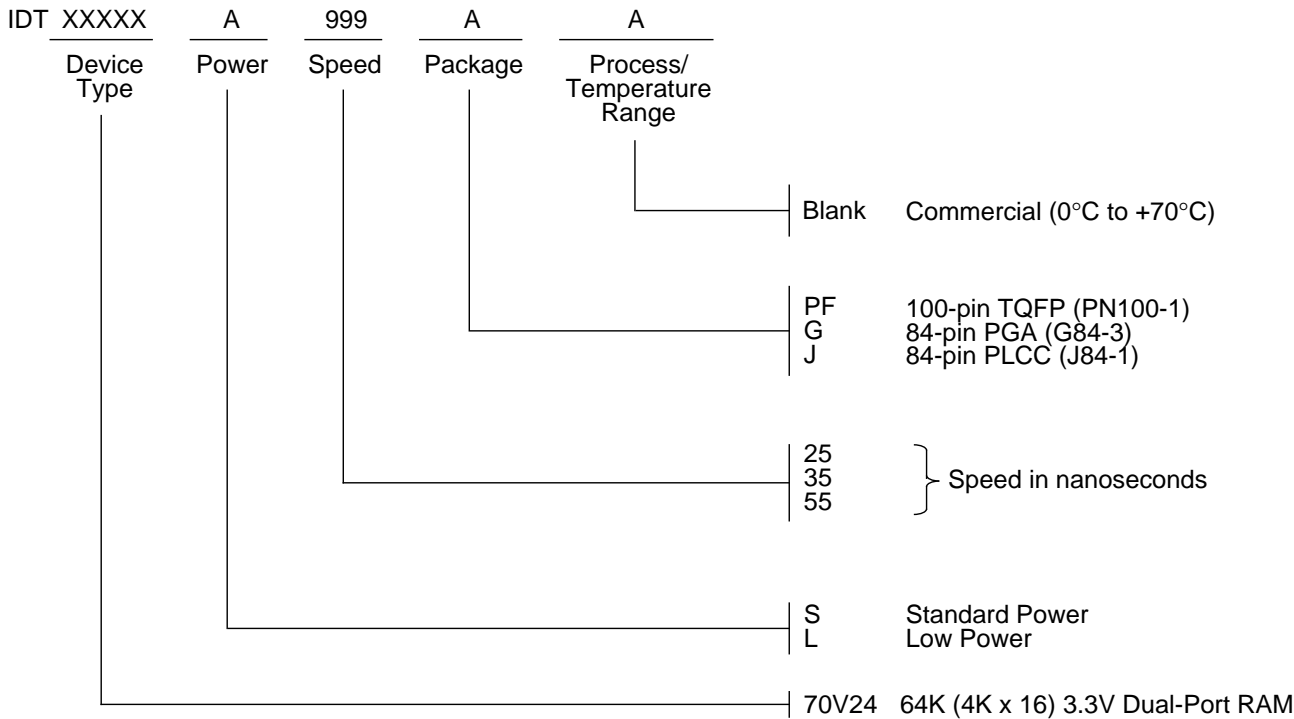 IDT XXXXX A 999 A A
Device Type Power Speed Package Process/ Temperature Range
Blank Commercial (0°C to +70°C)
PF 100-pin TQFP (PN100-1)
G 84-pin PGA (G84-3)
J 84-pin PLCC (J84-1)
25
35 Speed in nanoseconds
55
S Standard Power
L Low Power
70V24 64K (4K x 16) 3.3V Dual-Port RAM